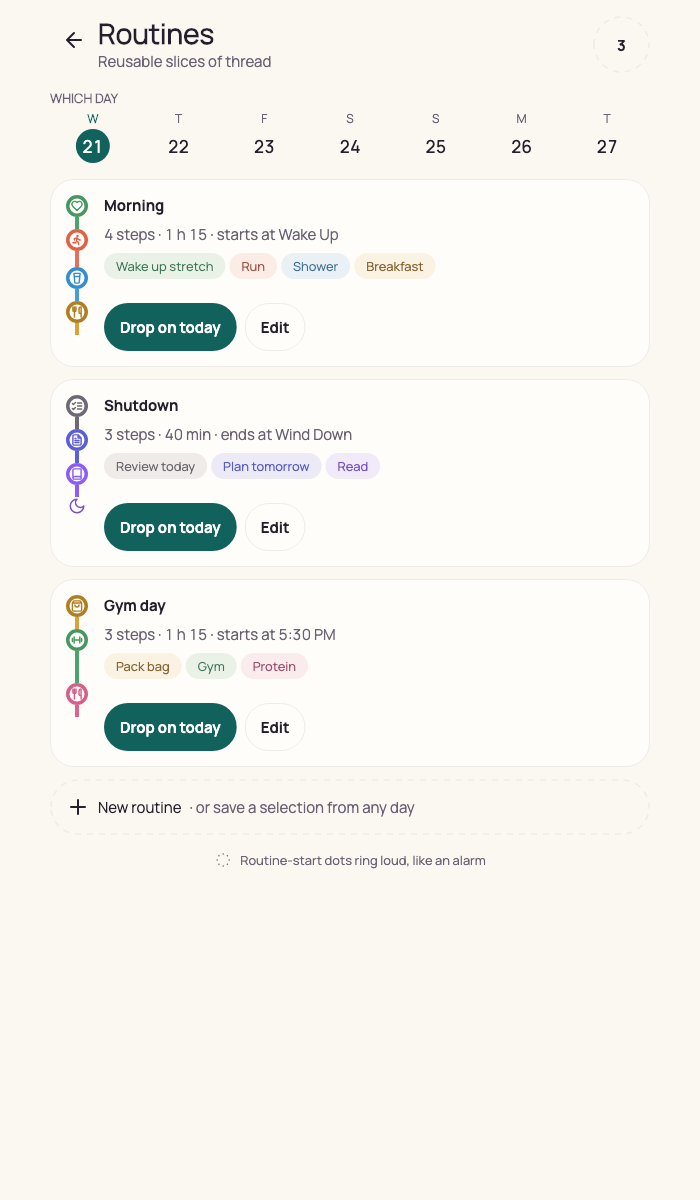 Routines
Reusable slices of thread
3
WHICH DAY
W T F S S M T
21 22 23 24 25 26 27
Morning
4 steps · 1 h 15 · starts at Wake Up
Wake up stretch Run Shower Breakfast
Drop on today Edit
Shutdown
3 steps · 40 min · ends at Wind Down
Review today Plan tomorrow Read
Drop on today Edit
Gym day
3 steps · 1 h 15 · starts at 5:30 PM
Pack bag Gym Protein
Drop on today Edit
New routine · or save a selection from any day
Routine-start dots ring loud, like an alarm